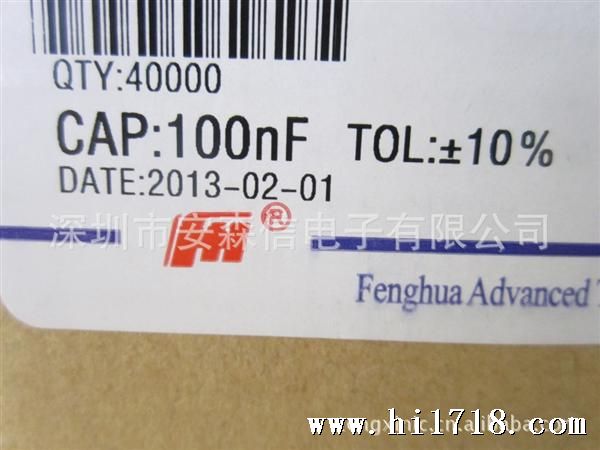 QTY:40000
CAP:100nF TOL:±10%
DATE:2013-02-01
深圳市安森信电子有限公司
®
Fenghua Advanced
www.hi1718.com